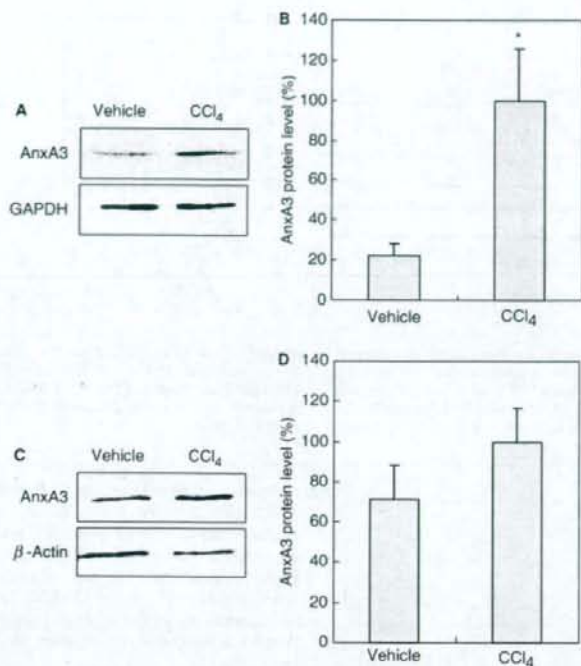 A
Vehicle CCl₄
AnxA3
GAPDH
B
AnxA3 protein level (%)
140
120
100
80
60
40
20
0
*
Vehicle CCl₄
C
Vehicle CCl₄
AnxA3
β-Actin
D
AnxA3 protein level (%)
140
120
100
80
60
40
20
0
Vehicle CCl₄